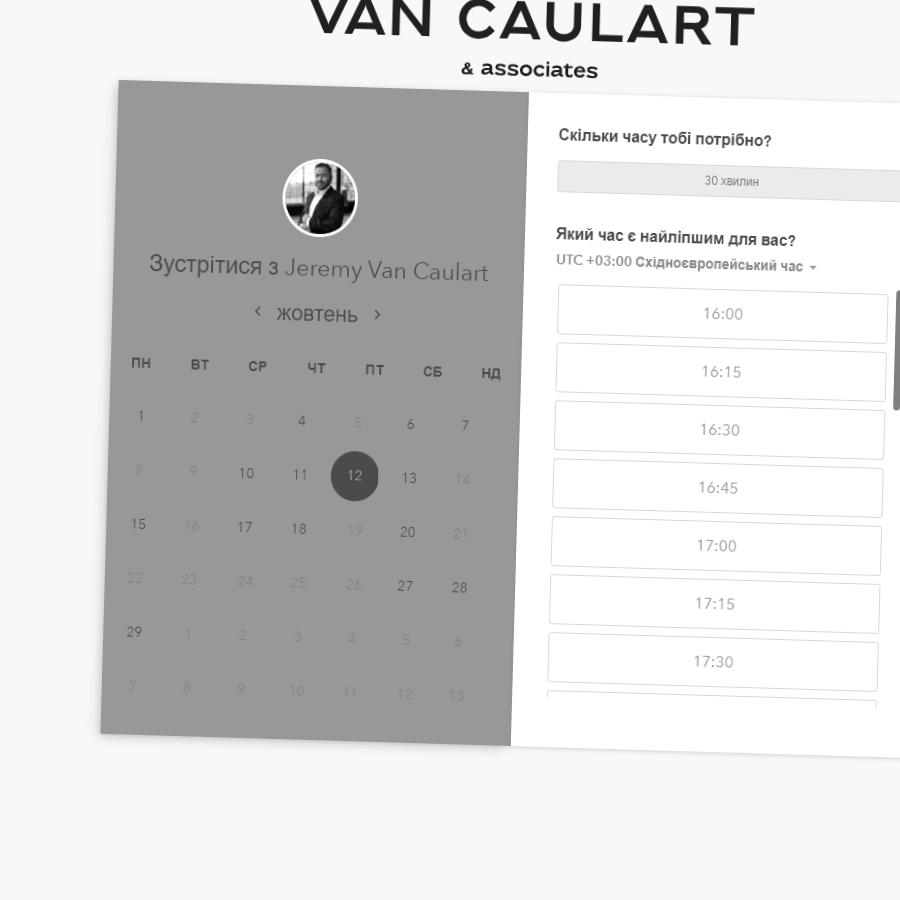 VAN CAULART
& associates
Зустрітися з Jeremy Van Caulart
жовтень
ПН ВТ СР ЧТ ПТ СБ НД
1 2 3 4 5 6 7
8 9 10 11 12 13 14
15 16 17 18 19 20 21
22 23 24 25 26 27 28
29 1 2 3 4 5 6
7 8 9 10 11 12 13
Скільки часу тобі потрібно?
30 хвилин
Який час є найліпшим для вас?
UTC +03:00 Східноєвропейський час
16:00
16:15
16:30
16:45
17:00
17:15
17:30